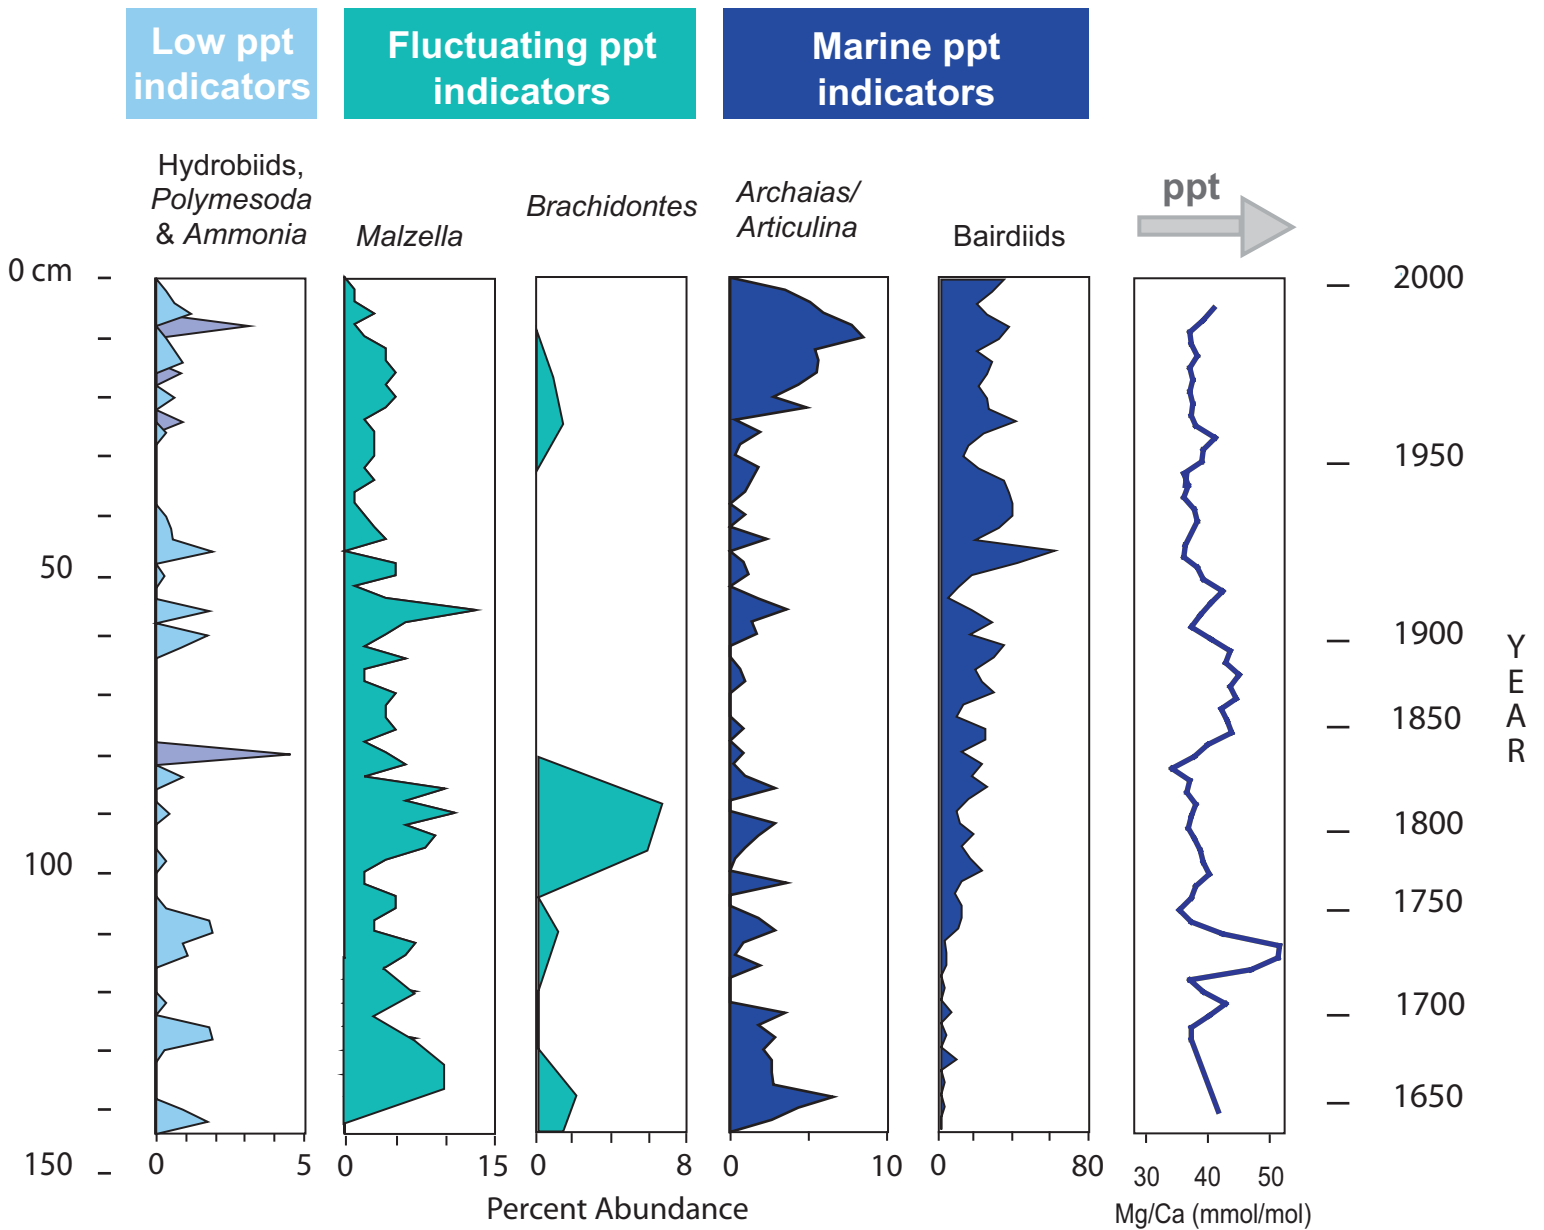 Low ppt
indicators
Fluctuating ppt
indicators
Marine ppt
indicators
Hydrobiids,
Polymesoda
& Ammonia
Malzella
Brachidontes
Archaias/
Articulina
Bairdiids
ppt
0 cm
50
100
150
2000
1950
1900
1850
1800
1750
1700
1650
Y
E
A
R
0 5
0 15
0 8
0 10
0 80
30 40 50
Percent Abundance
Mg/Ca (mmol/mol)